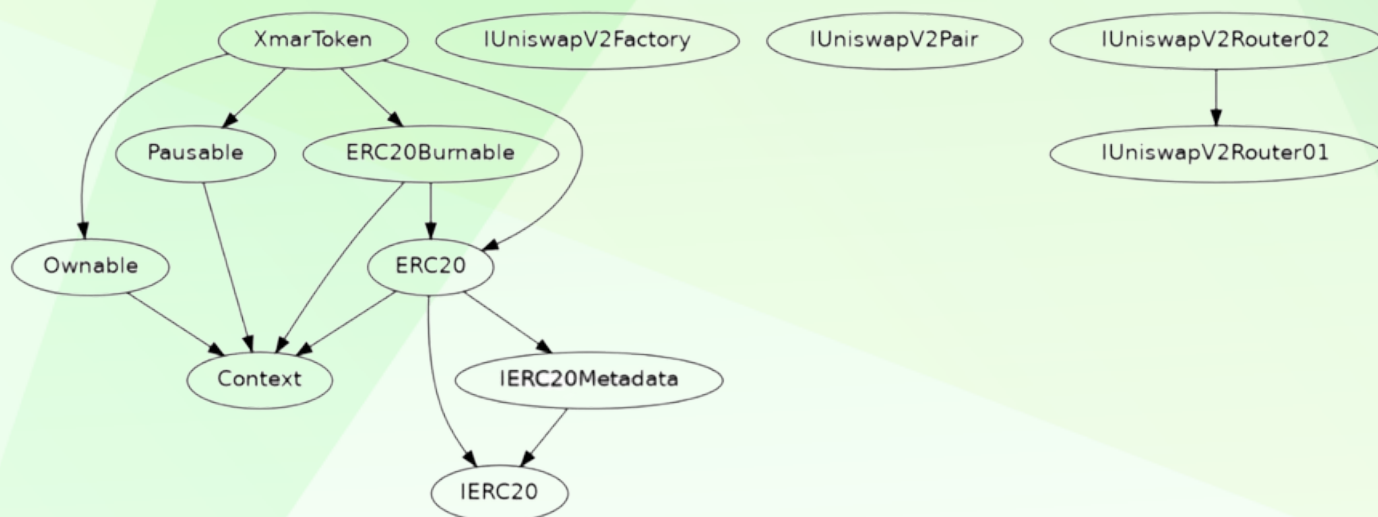 XmarToken IUniswapV2Factory IUniswapV2Pair IUniswapV2Router02
Pausable ERC20Burnable IUniswapV2Router01
Ownable ERC20
Context IERC20Metadata
IERC20